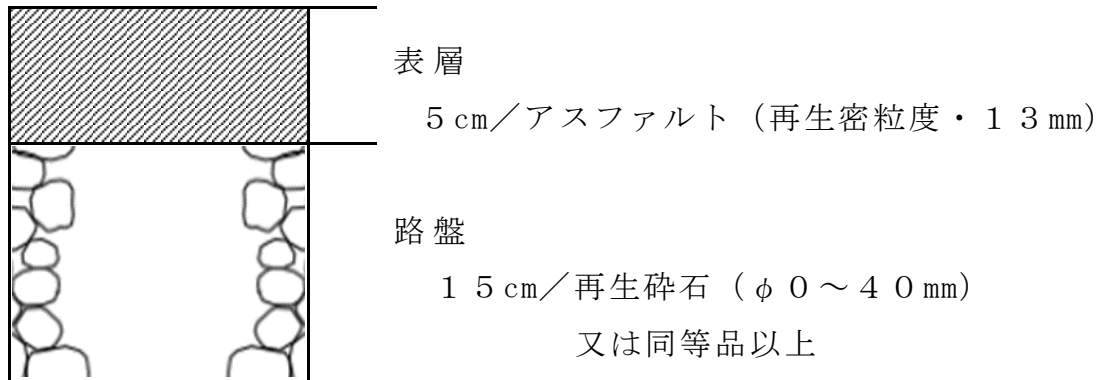 表層
5cm／アスファルト（再生密粒度・１３mm）
路盤
１５cm／再生砕石（φ０～４０mm）
又は同等品以上